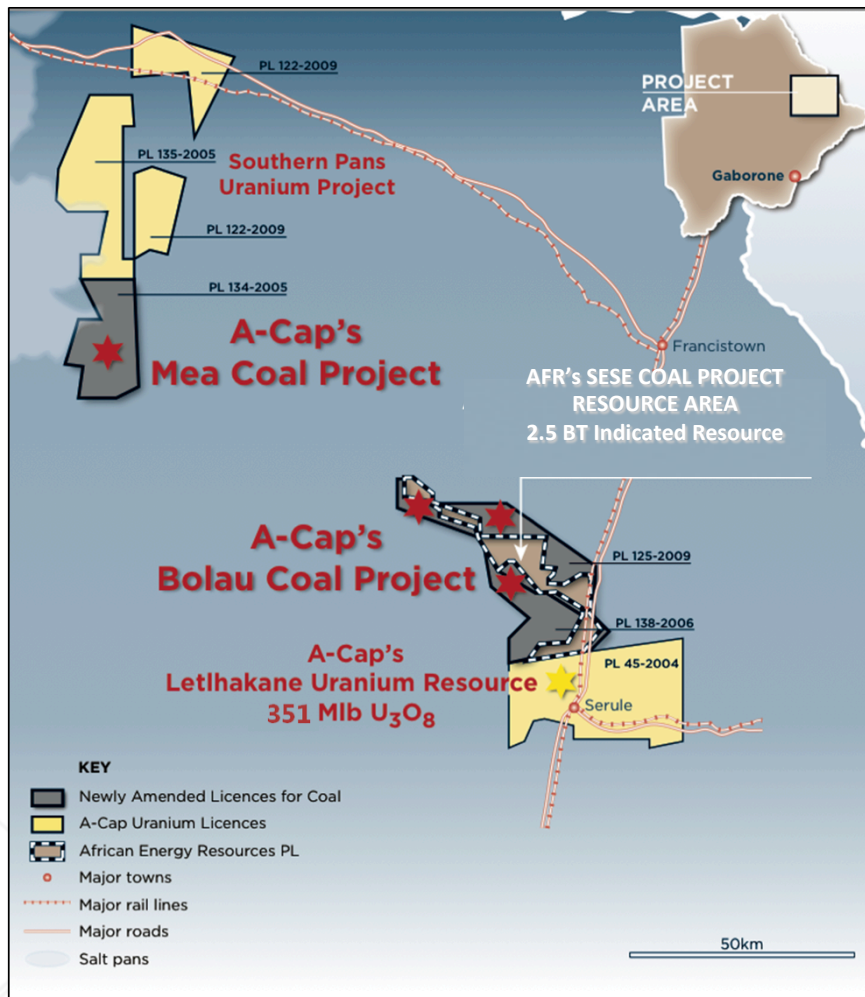 PL 122-2009
PROJECT
AREA
PL 135-2005
Southern Pans
Uranium Project
Gaborone
PL 122-2009
PL 134-2005
A-Cap's
Mea Coal Project
Francistown
AFR's SESE COAL PROJECT
RESOURCE AREA
2.5 BT Indicated Resource
A-Cap's
Bolau Coal Project
PL 125-2009
PL 138-2006
A-Cap's
Letlhakane Uranium Resource
351 Mlb U₃O₈
PL 45-2004
Serule
KEY
Newly Amended Licences for Coal
A-Cap Uranium Licences
African Energy Resources PL
Major towns
Major rail lines
Major roads
Salt pans
50km